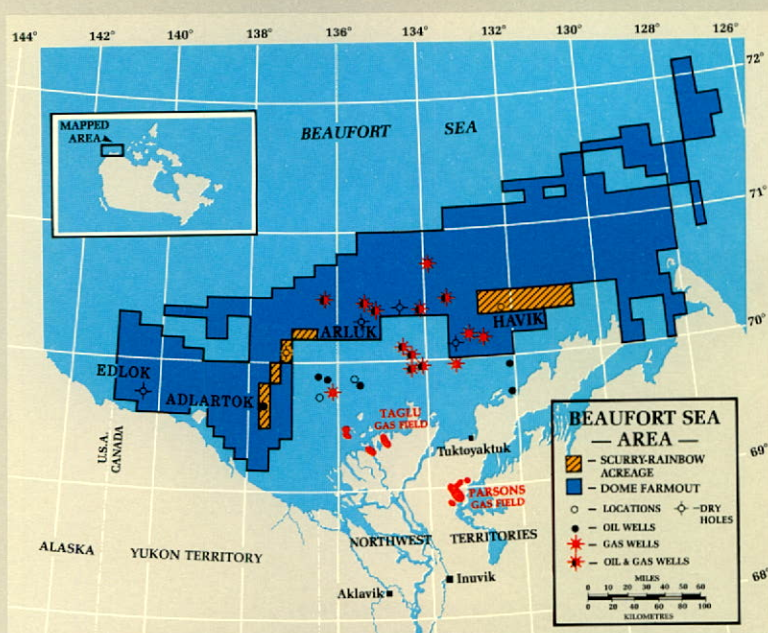 144° 142° 140° 138° 136° 134° 132° 130° 128° 126°
72°
MAPPED
AREA
BEAUFORT SEA
71°
70°
ARLUK
HAVIK
EDLOK
ADLARTOK
U.S.A.
CANADA
TAGLU
GAS FIELD
Tuktoyaktuk
69°
PARSONS
GAS FIELD
NORTHWEST TERRITORIES
ALASKA
YUKON TERRITORY
Inuvik
Aklavik
68°
BEAUFORT SEA
— AREA —
– SCURRY-RAINBOW
ACREAGE
– DOME FARMOUT
– LOCATIONS
– DRY
HOLES
– OIL WELLS
– GAS WELLS
– OIL & GAS WELLS
MILES
0 10 20 30 40 50 60
0 20 40 60 80 100
KILOMETRES